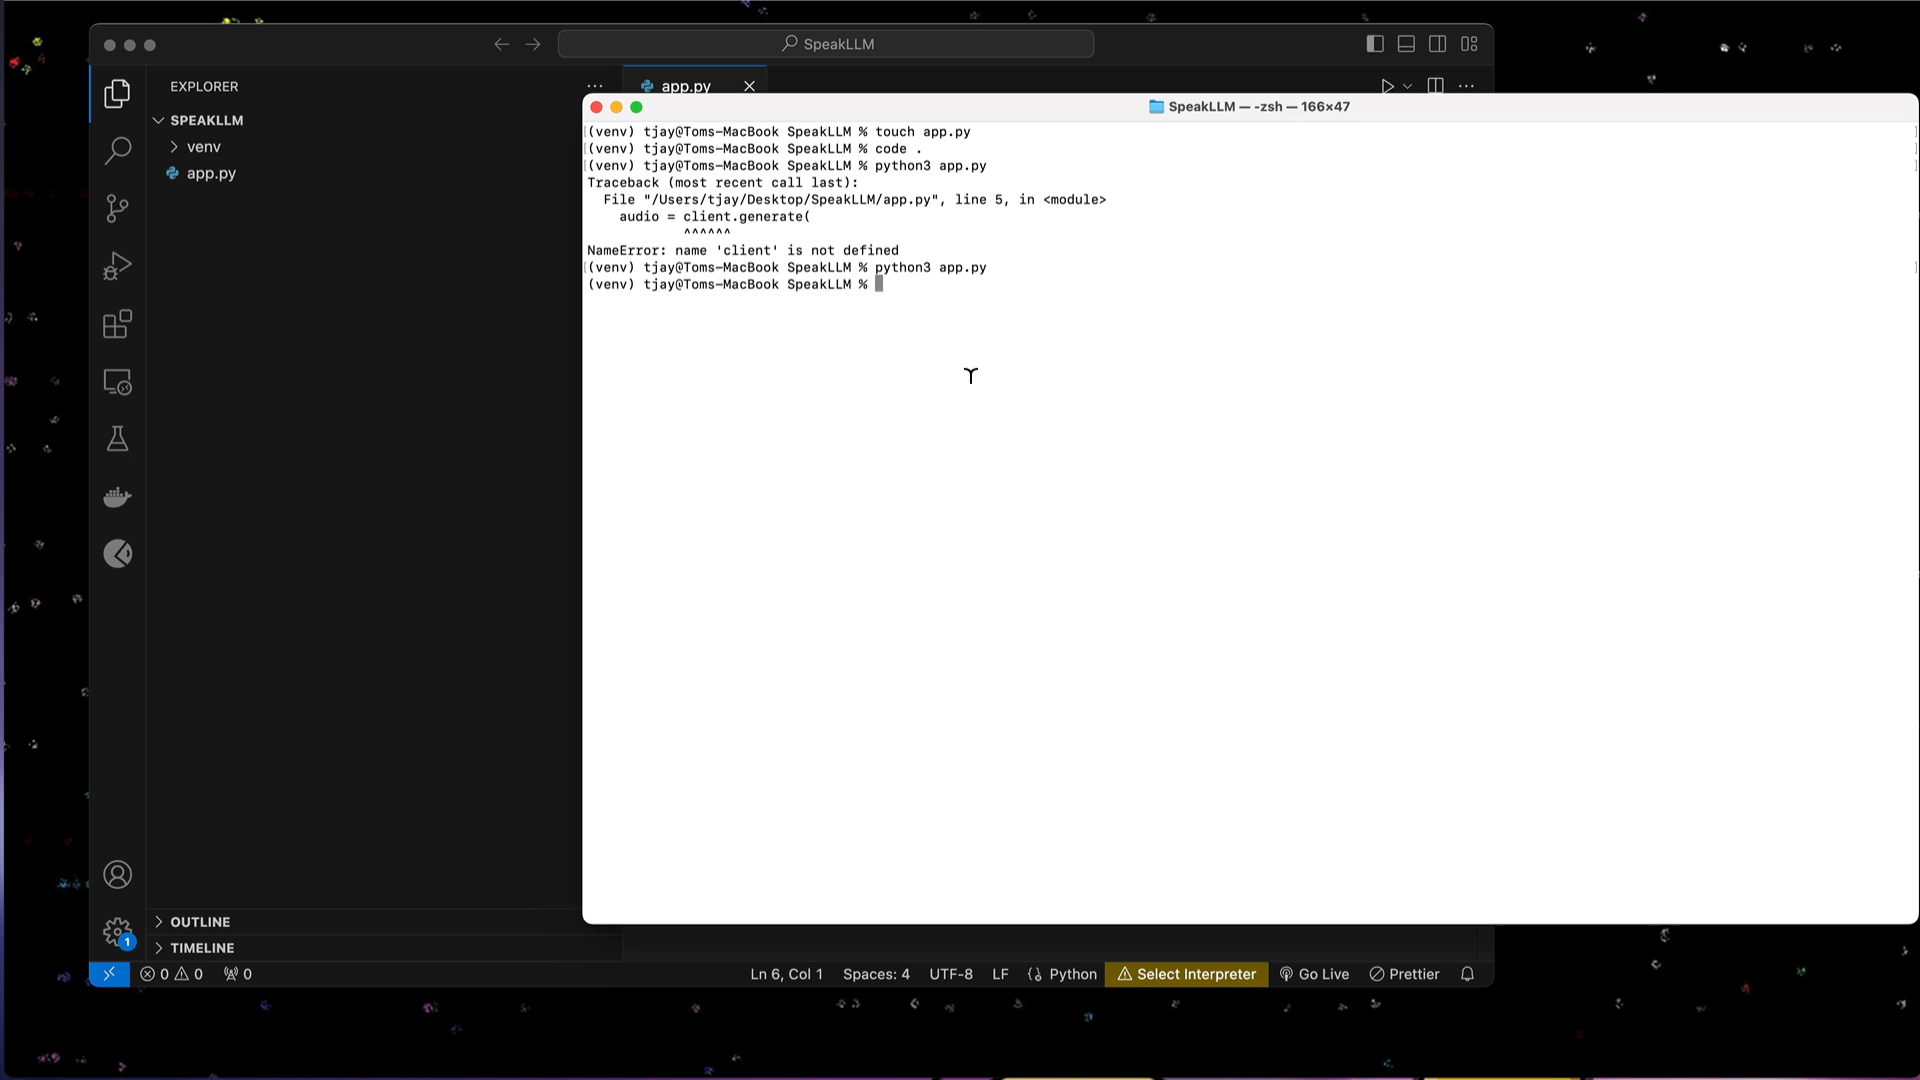 SpeakLLM
EXPLORER
SPEAKLLM
venv
app.py
app.py
SpeakLLM — -zsh — 166×47
(venv) tjay@Toms-MacBook SpeakLLM % touch app.py
(venv) tjay@Toms-MacBook SpeakLLM % code .
(venv) tjay@Toms-MacBook SpeakLLM % python3 app.py
Traceback (most recent call last):
  File "/Users/tjay/Desktop/SpeakLLM/app.py", line 5, in <module>
    audio = client.generate(
            ^^^^^^
NameError: name 'client' is not defined
(venv) tjay@Toms-MacBook SpeakLLM % python3 app.py
(venv) tjay@Toms-MacBook SpeakLLM %
OUTLINE
TIMELINE
1
0 0 0 Ln 6, Col 1 Spaces: 4 UTF-8 LF Python Select Interpreter Go Live Prettier